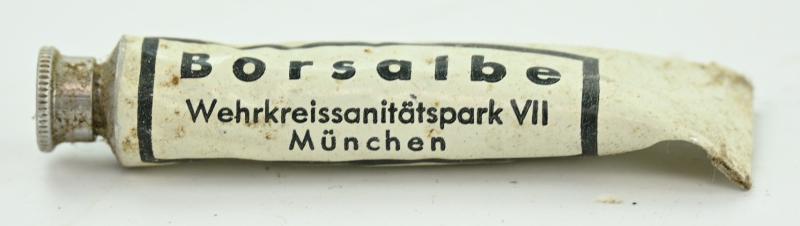 Borsalbe
Wehrkreissanitätspark VII
München